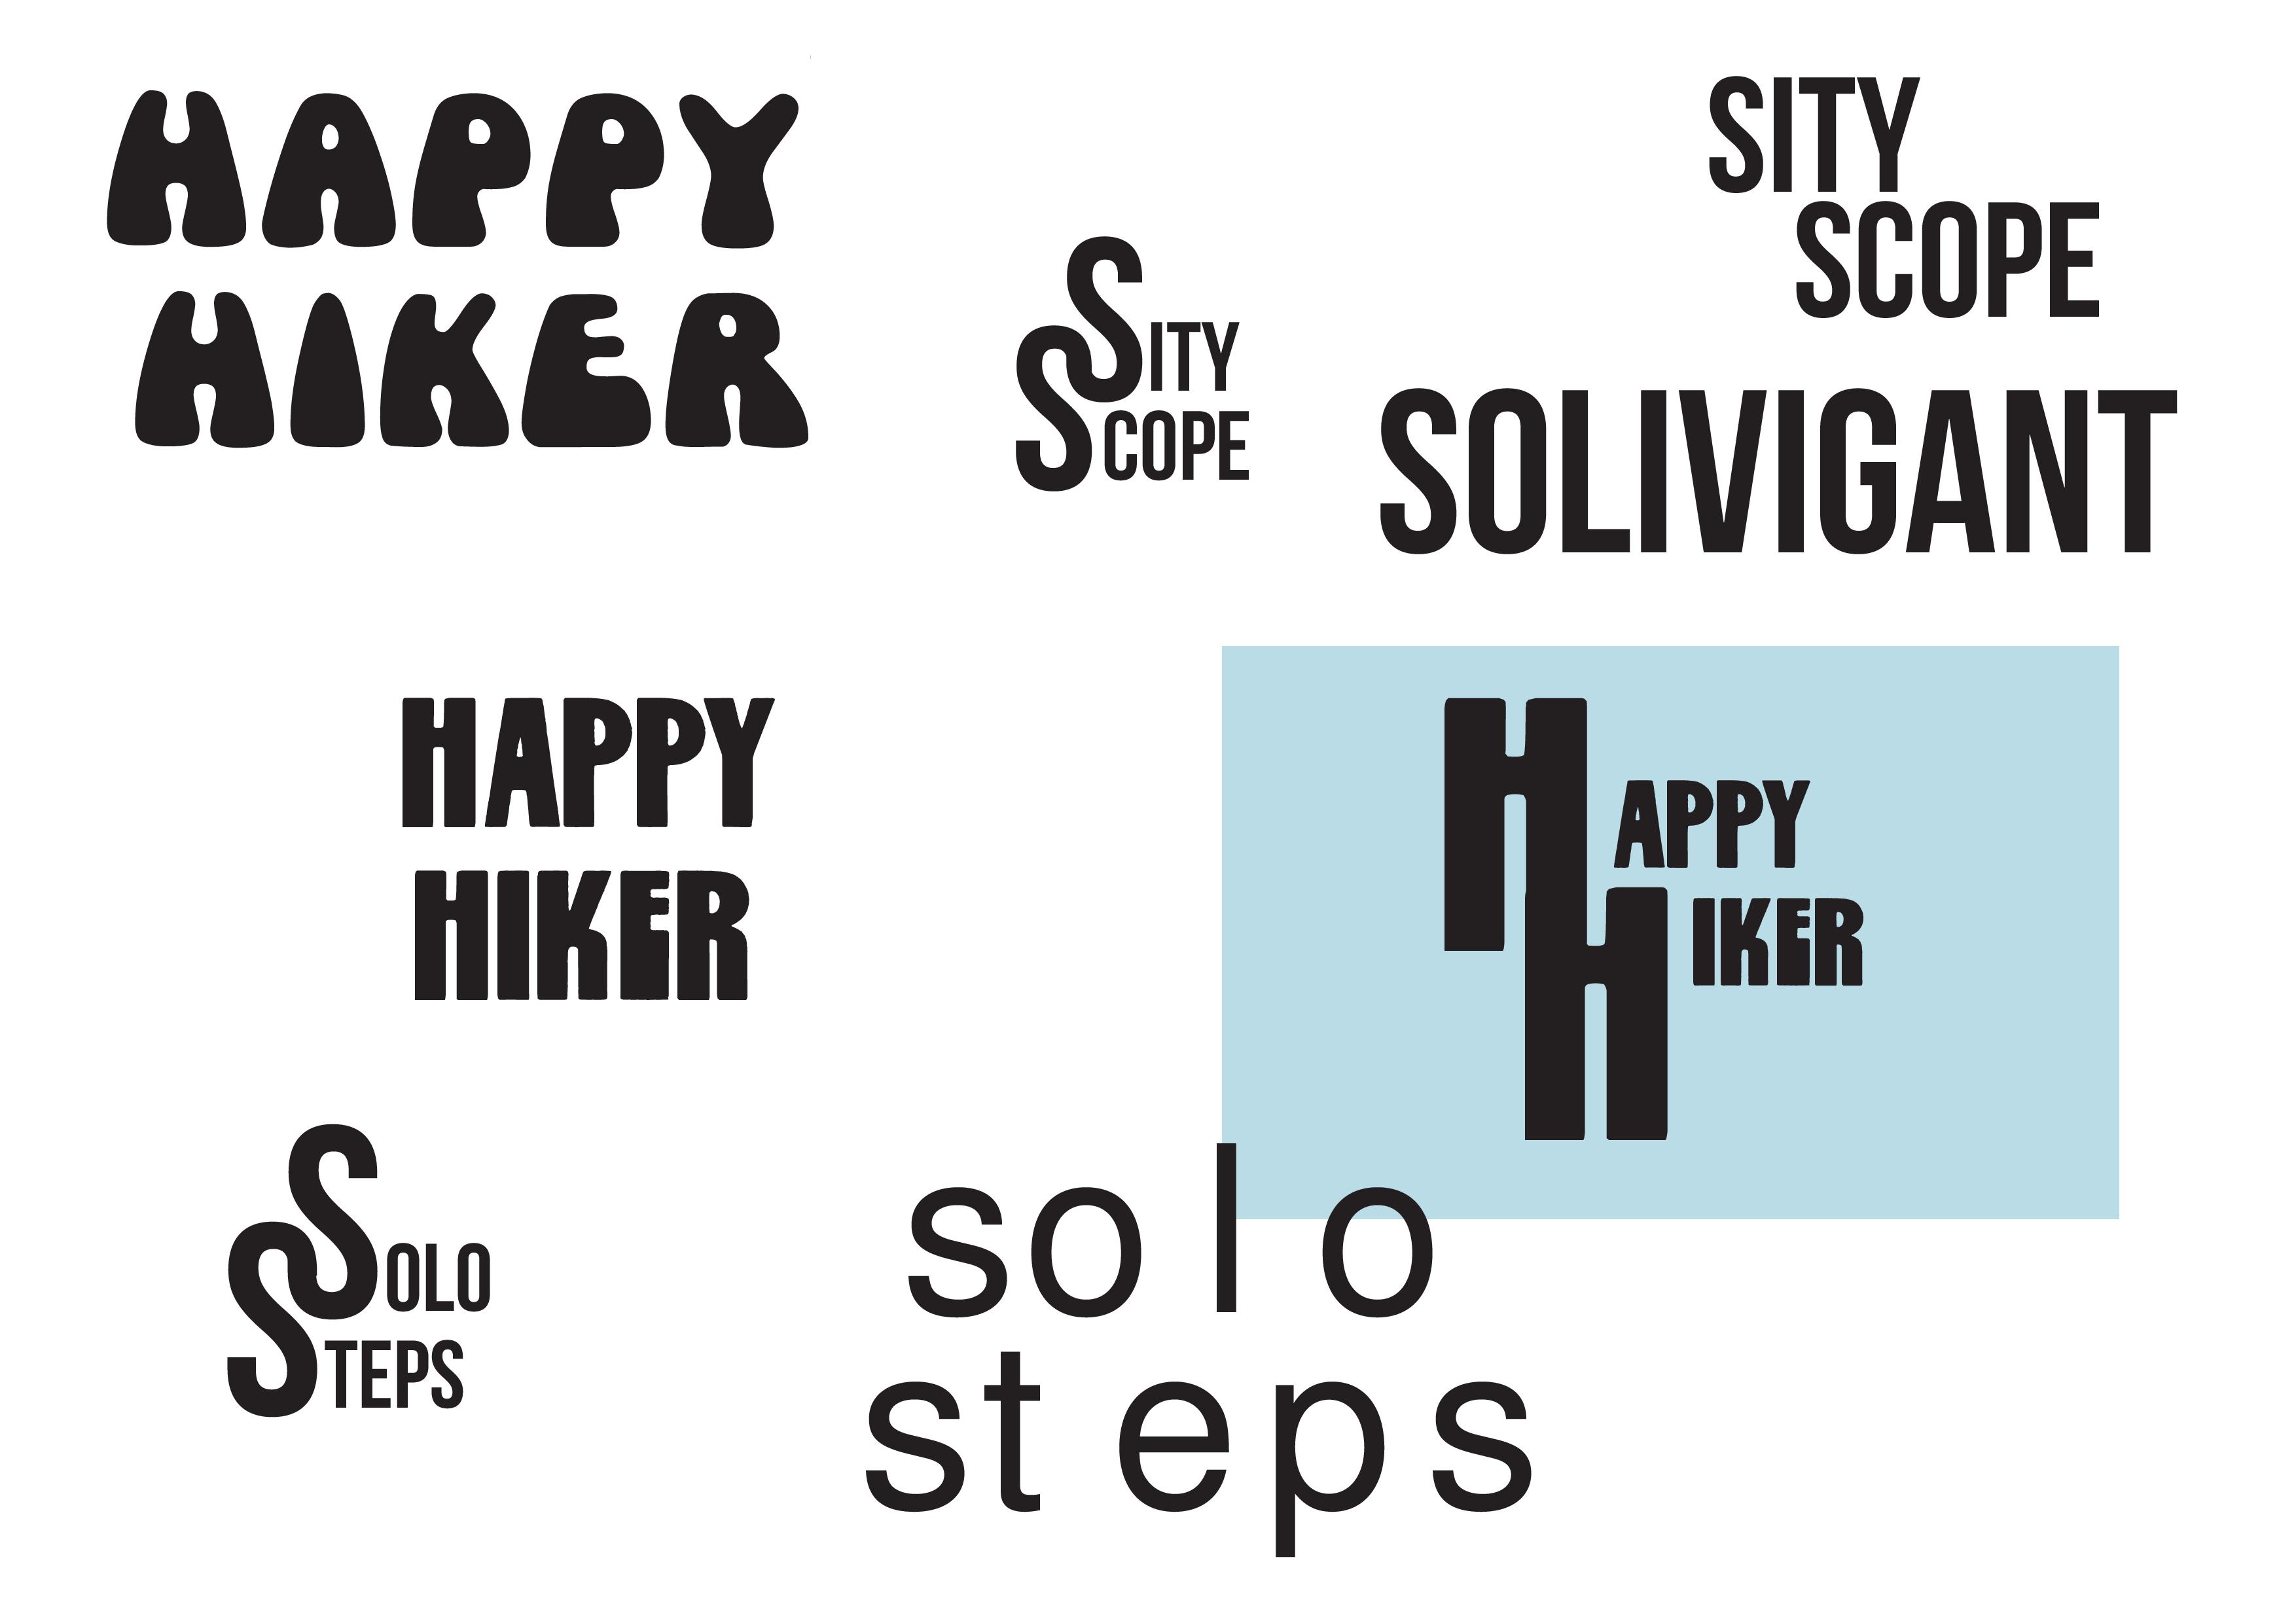 HAPPY
HIKER
SITY
SCOPE
SITY
SCOPE
SOLIVIGANT
HAPPY
HIKER
HAPPY
HIKER
SOLO
STEPS
solo
steps